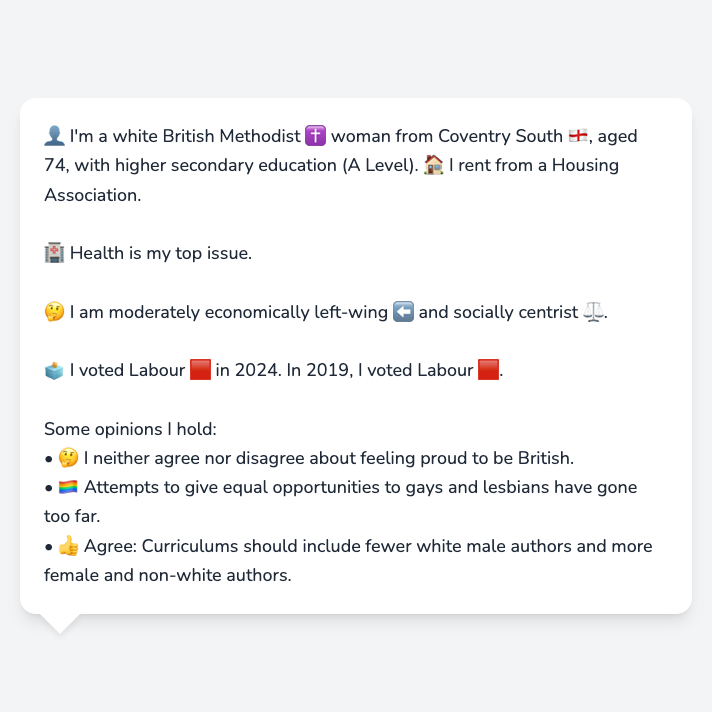 👤 I'm a white British Methodist ✝️ woman from Coventry South 🏴󠁧󠁢󠁥󠁮󠁧󠁿, aged
74, with higher secondary education (A Level). 🏠 I rent from a Housing
Association.
🏥 Health is my top issue.
🤔 I am moderately economically left-wing ⬅️ and socially centrist ⚖️.
🗳️ I voted Labour 🟥 in 2024. In 2019, I voted Labour 🟥.
Some opinions I hold:
• 🤔 I neither agree nor disagree about feeling proud to be British.
• 🏳️‍🌈 Attempts to give equal opportunities to gays and lesbians have gone
too far.
• 👍 Agree: Curriculums should include fewer white male authors and more
female and non-white authors.